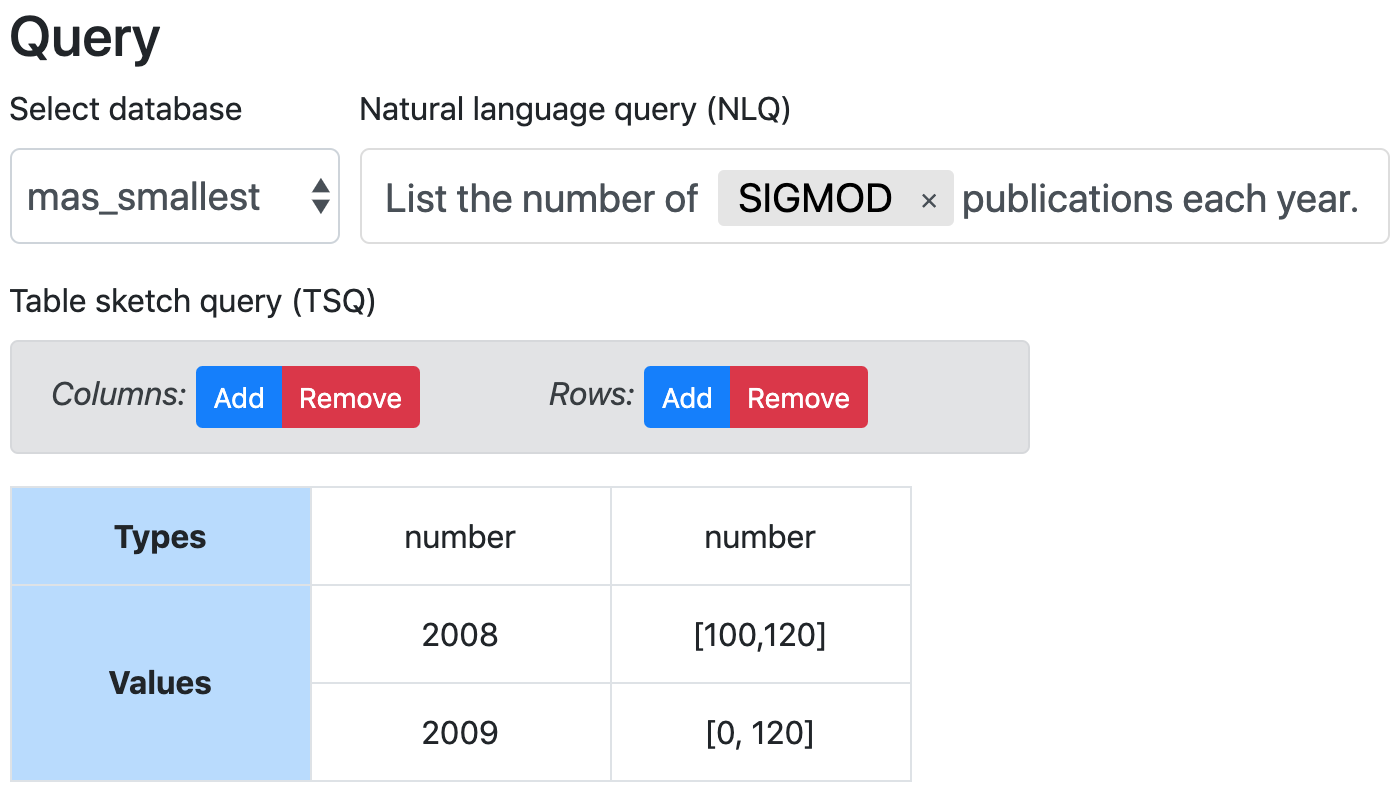 Query
Select database Natural language query (NLQ)
mas_smallest List the number of SIGMOD × publications each year.
Table sketch query (TSQ)
Columns: Add Remove Rows: Add Remove
Types number number
Values
2008 [100,120]
2009 [0, 120]